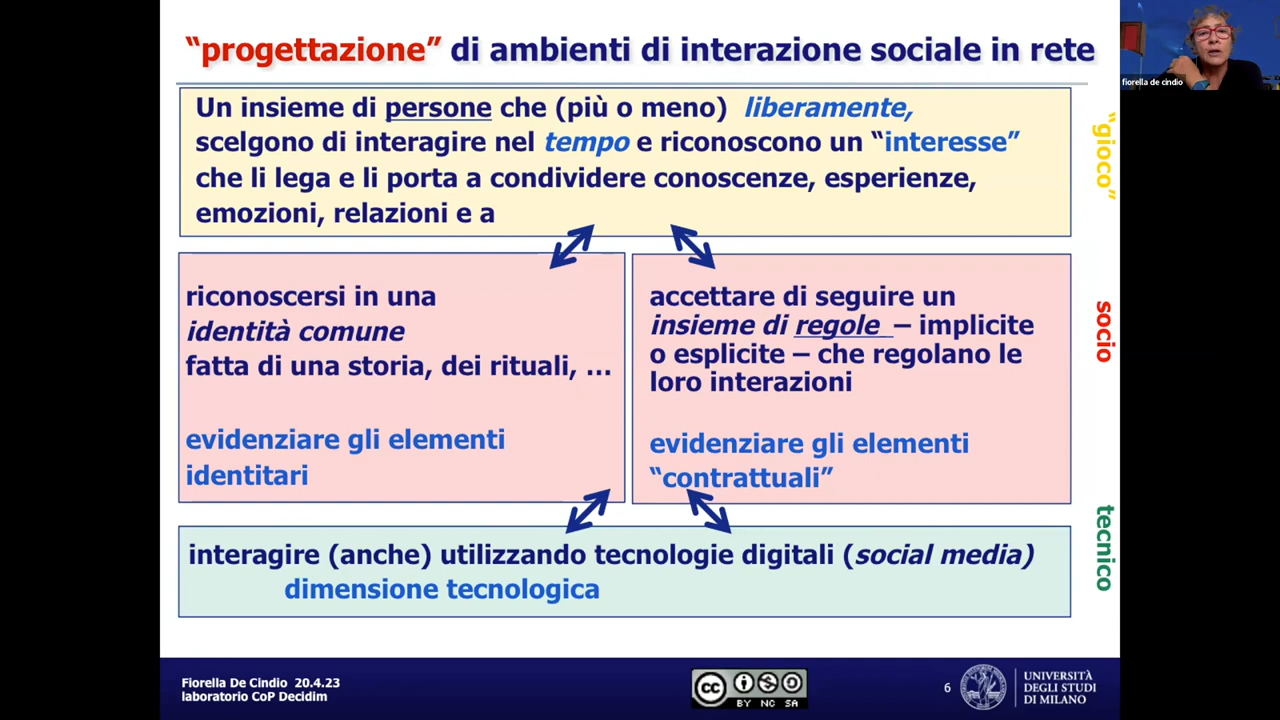 “progettazione” di ambienti di interazione sociale in rete
fiorella de cindio
Un insieme di persone che (più o meno) liberamente,
scelgono di interagire nel tempo e riconoscono un “interesse”
che li lega e li porta a condividere conoscenze, esperienze,
emozioni, relazioni e a
“gioco”
riconoscersi in una
identità comune
fatta di una storia, dei rituali, ...
evidenziare gli elementi
identitari
accettare di seguire un
insieme di regole – implicite
o esplicite – che regolano le
loro interazioni
evidenziare gli elementi
“contrattuali”
socio
interagire (anche) utilizzando tecnologie digitali (social media)
dimensione tecnologica
tecnico
Fiorella De Cindio 20.4.23
laboratorio CoP Decidim
cc
BY NC SA
6
UNIVERSITÀ
DEGLI STUDI
DI MILANO